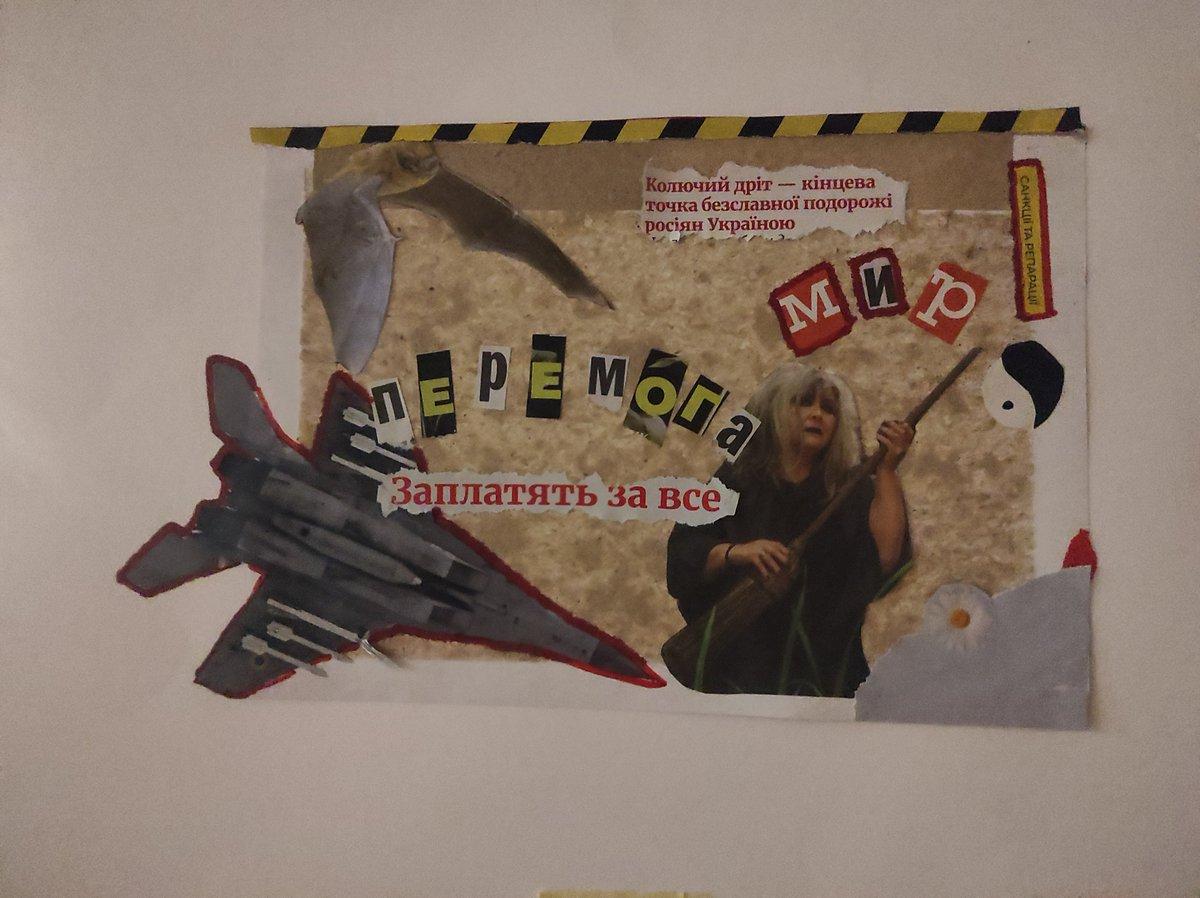 Колючий дріт — кінцева
точка безславної подорожі
росіян Україною
САНКЦІЇ ТА РЕПАРАЦІЇ
мир
перемога
Заплатять за все